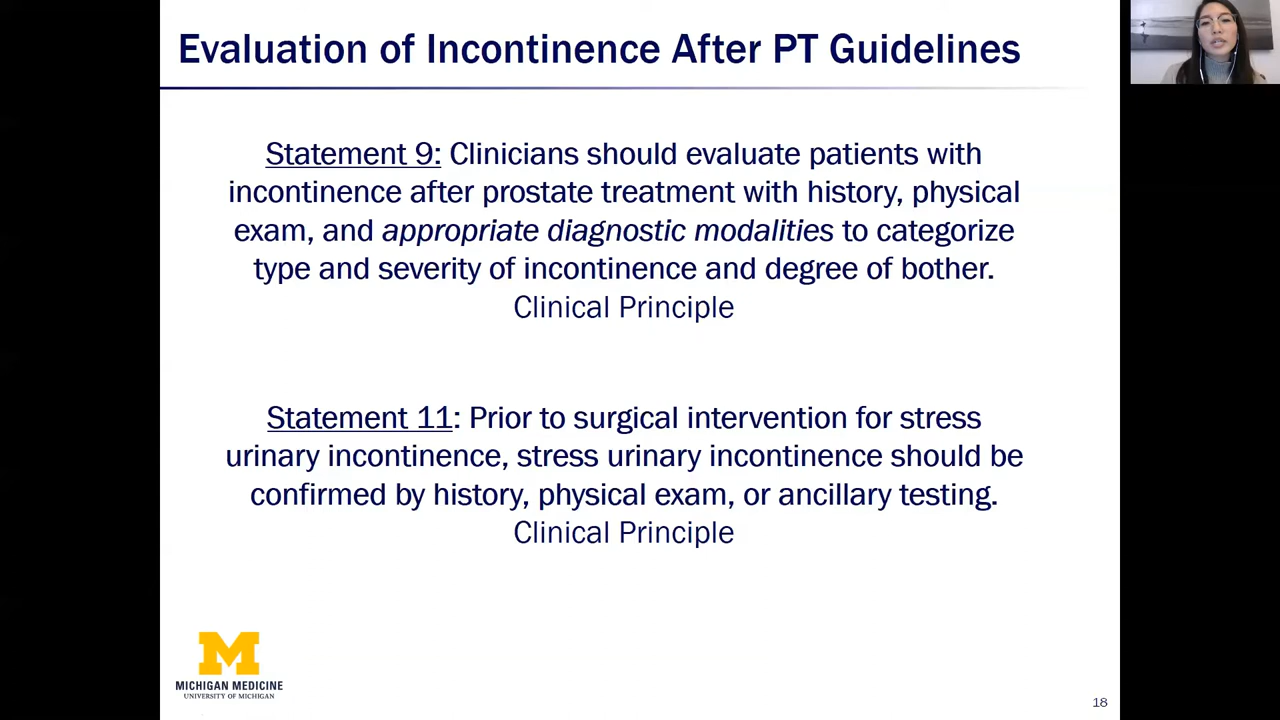 Evaluation of Incontinence After PT Guidelines
Statement 9: Clinicians should evaluate patients with
incontinence after prostate treatment with history, physical
exam, and appropriate diagnostic modalities to categorize
type and severity of incontinence and degree of bother.
Clinical Principle
Statement 11: Prior to surgical intervention for stress
urinary incontinence, stress urinary incontinence should be
confirmed by history, physical exam, or ancillary testing.
Clinical Principle
M
MICHIGAN MEDICINE
UNIVERSITY OF MICHIGAN
18